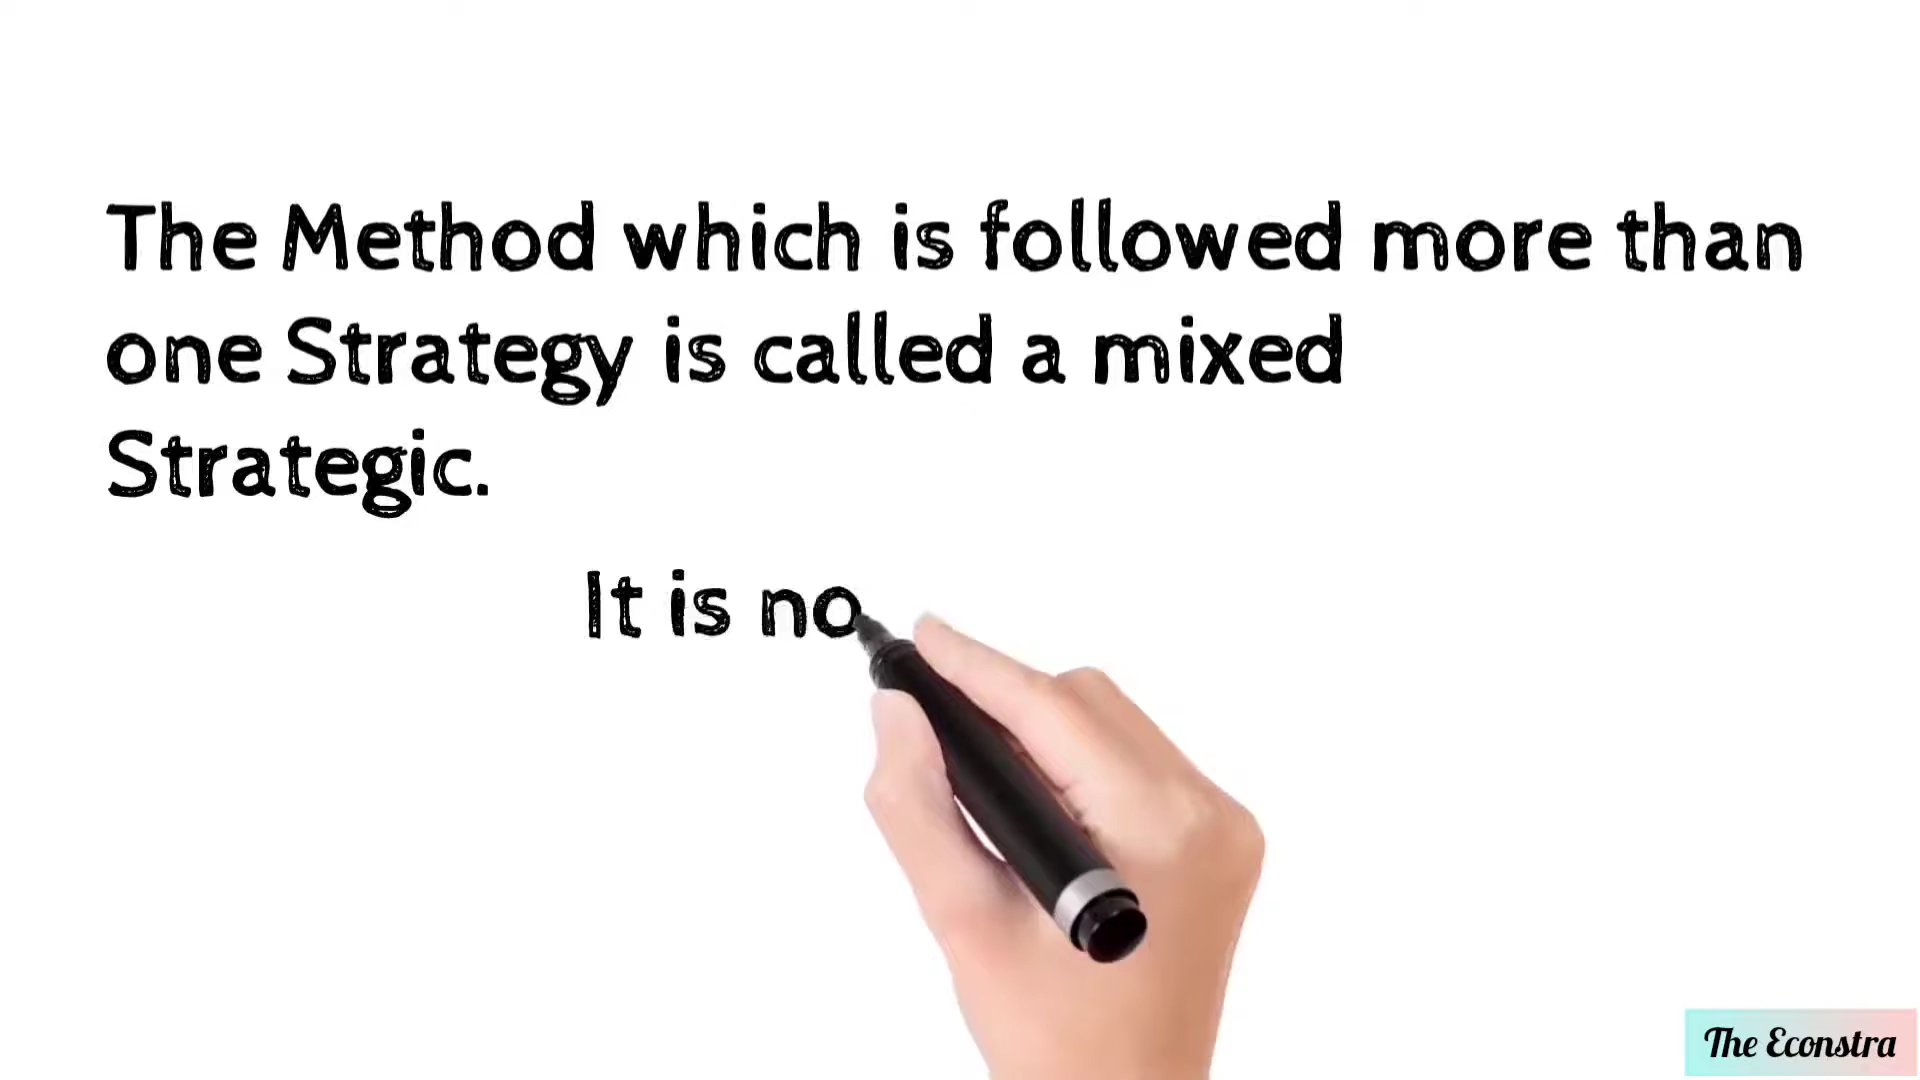 The Method which is followed more than
one Strategy is called a mixed
Strategic.
It is no
The Econstra